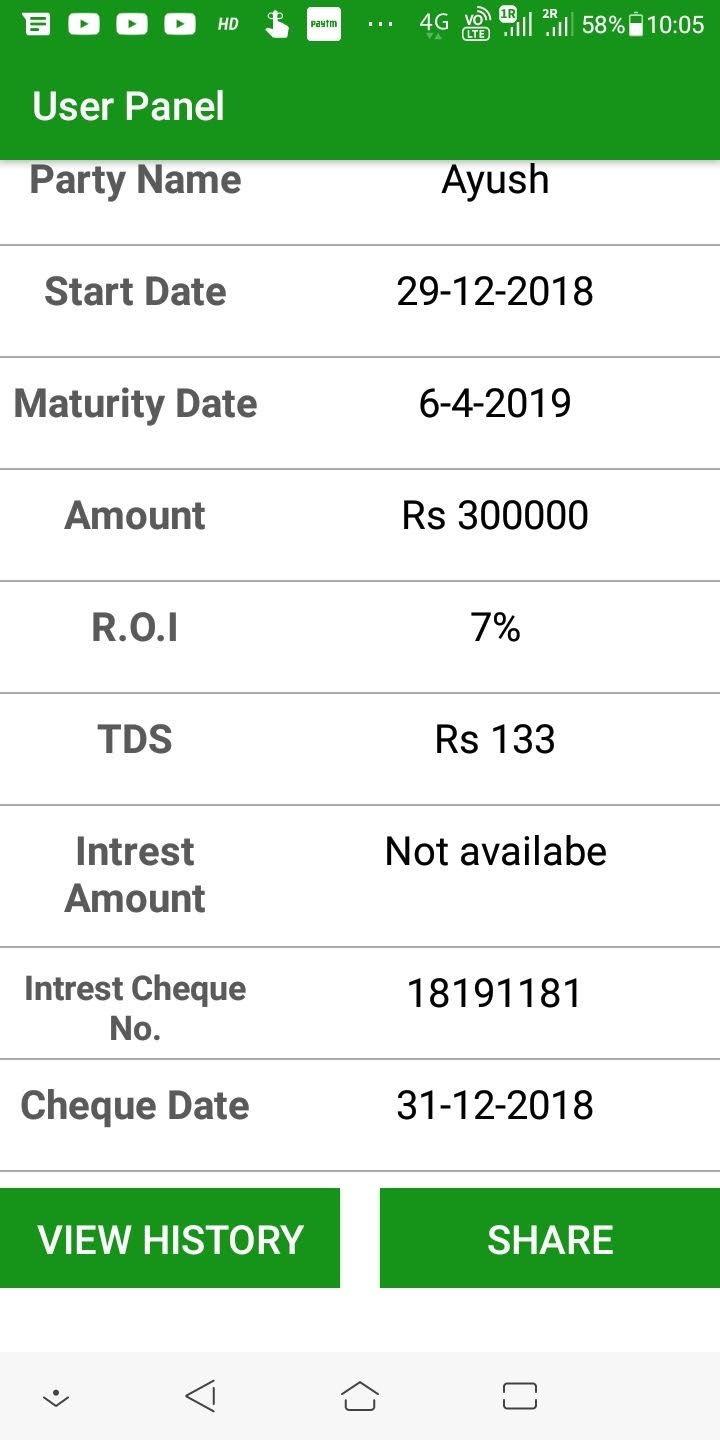 HD Paytm ... 4G VO LTE 1R 2R 58% 10:05
User Panel
Party Name Ayush
Start Date 29-12-2018
Maturity Date 6-4-2019
Amount Rs 300000
R.O.I 7%
TDS Rs 133
Intrest Not availabe
Amount
Intrest Cheque 18191181
No.
Cheque Date 31-12-2018
VIEW HISTORY SHARE